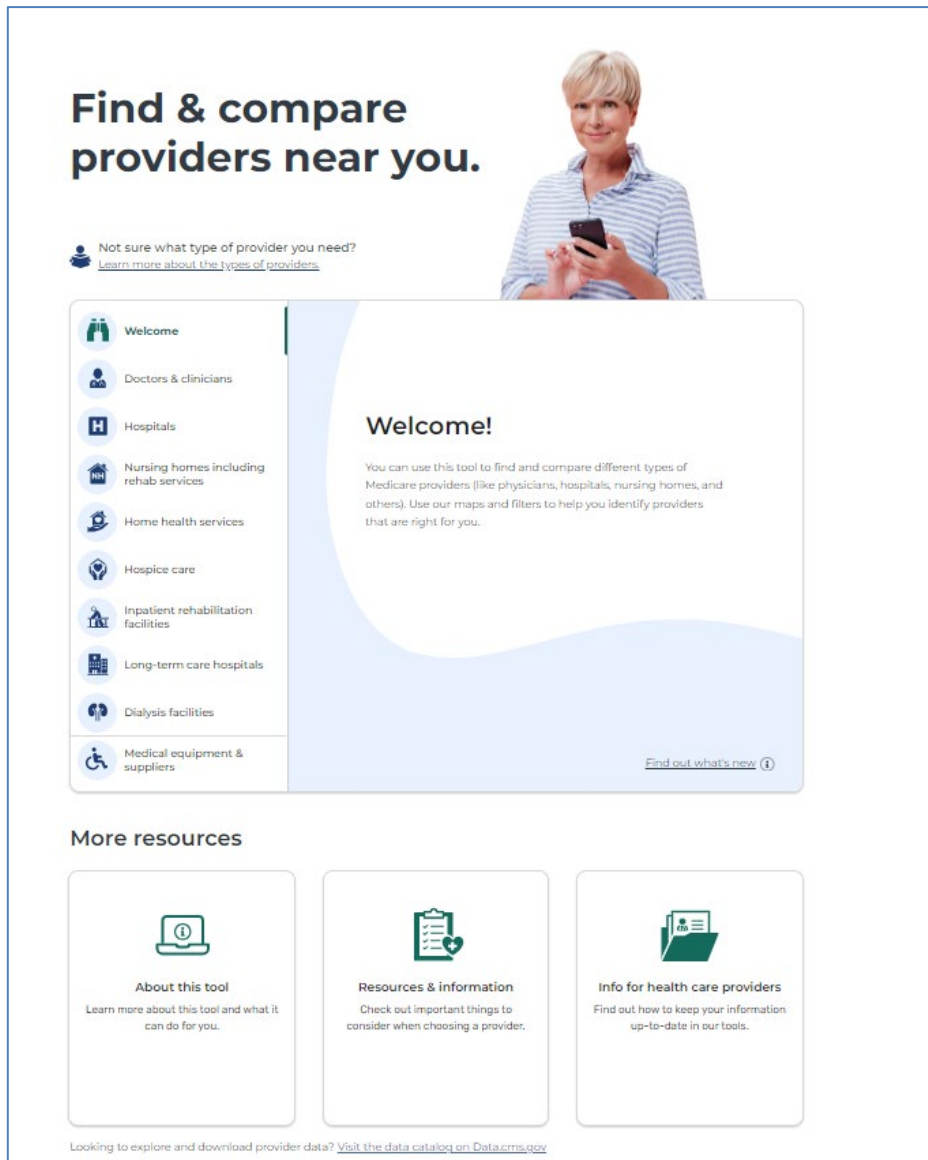 Find & compare
providers near you.
Not sure what type of provider you need?
Learn more about the types of providers.
Welcome
Doctors & clinicians
H
Hospitals
NH
Nursing homes including
rehab services
Home health services
Hospice care
Inpatient rehabilitation
facilities
Long-term care hospitals
Dialysis facilities
Medical equipment &
suppliers
Welcome!
You can use this tool to find and compare different types of
Medicare providers (like physicians, hospitals, nursing homes, and
others). Use our maps and filters to help you identify providers
that are right for you.
Find out what's new
More resources
About this tool
Learn more about this tool and what it
can do for you.
Resources & information
Check out important things to
consider when choosing a provider.
Info for health care providers
Find out how to keep your information
up-to-date in our tools.
Looking to explore and download provider data? Visit the data catalog on Data.cms.gov